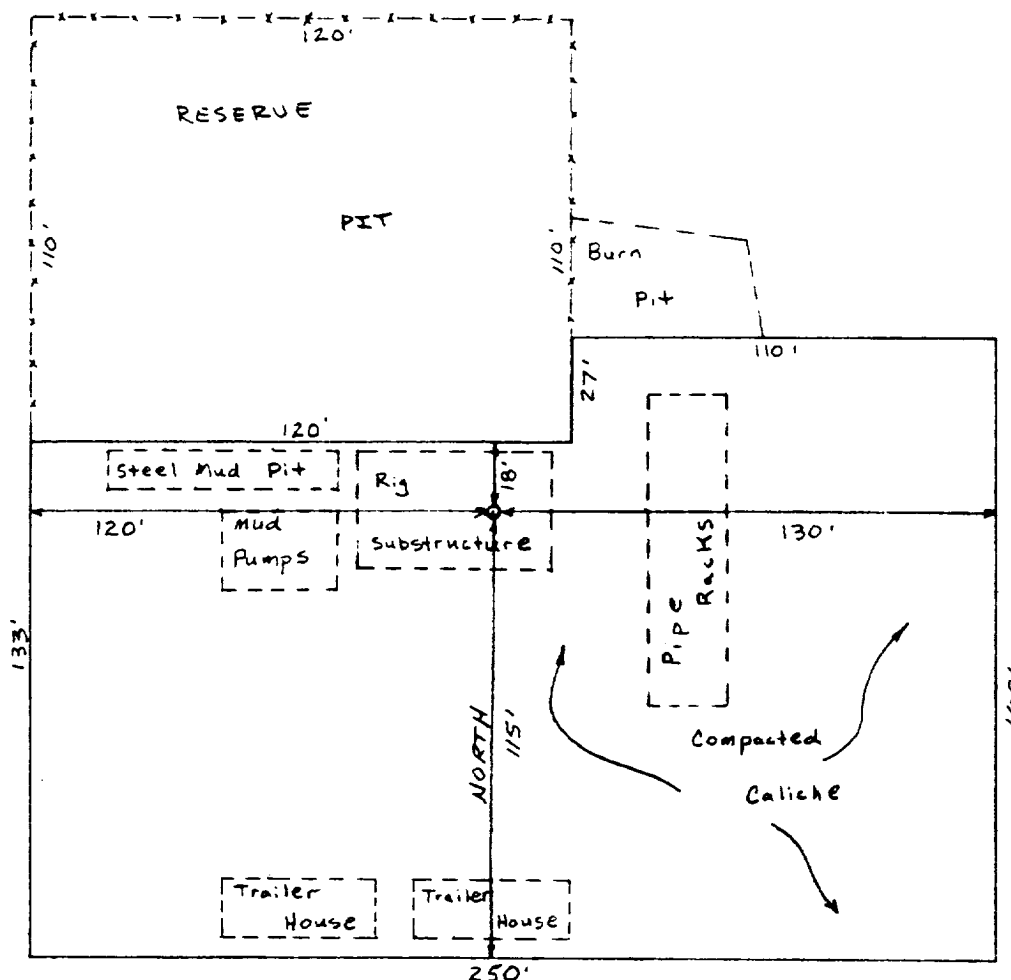 120'
RESERVE
PIT
110'
110'
Burn
Pit
110'
27'
120'
Steel Mud Pit
Rig
18'
120'
Mud
Pumps
Substructure
130'
Pipe
Racks
133'
NORTH
115'
Compacted
Caliche
Trailer
House
Trailer
House
250'